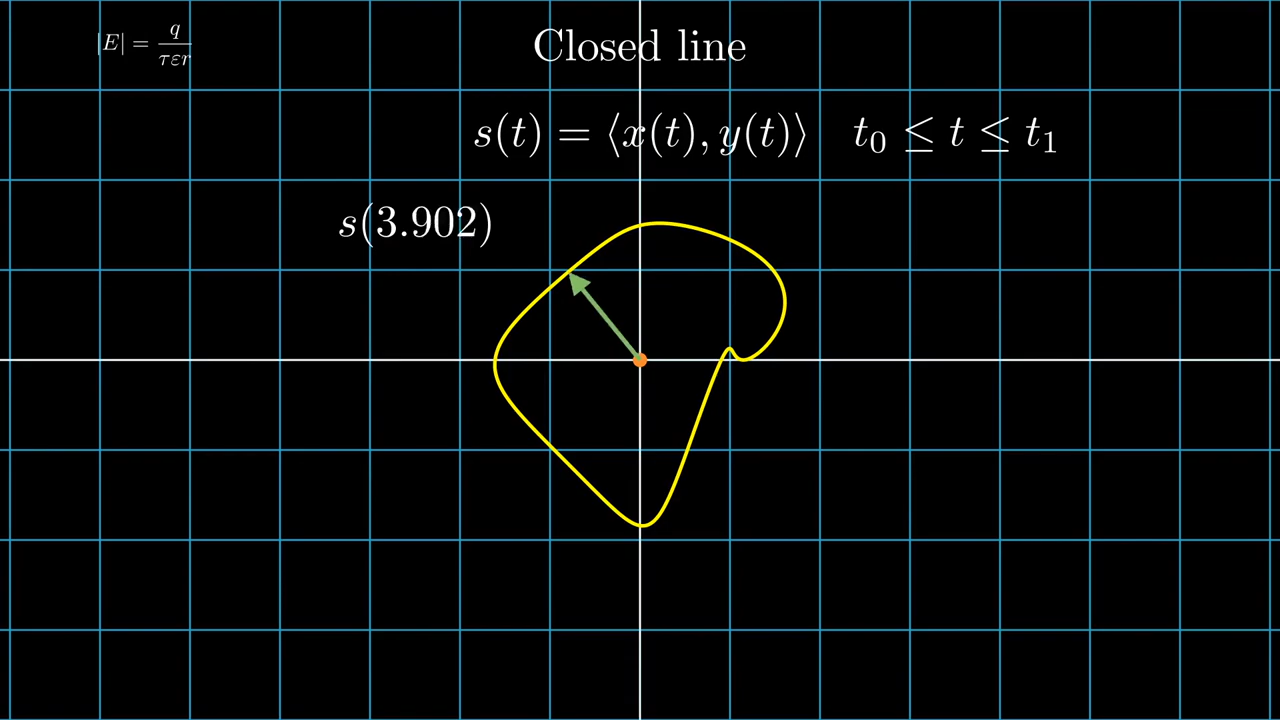 Closed line
|E| = q/τεr
s(t) = ⟨x(t), y(t)⟩ t₀ ≤ t ≤ t₁
s(3.902)